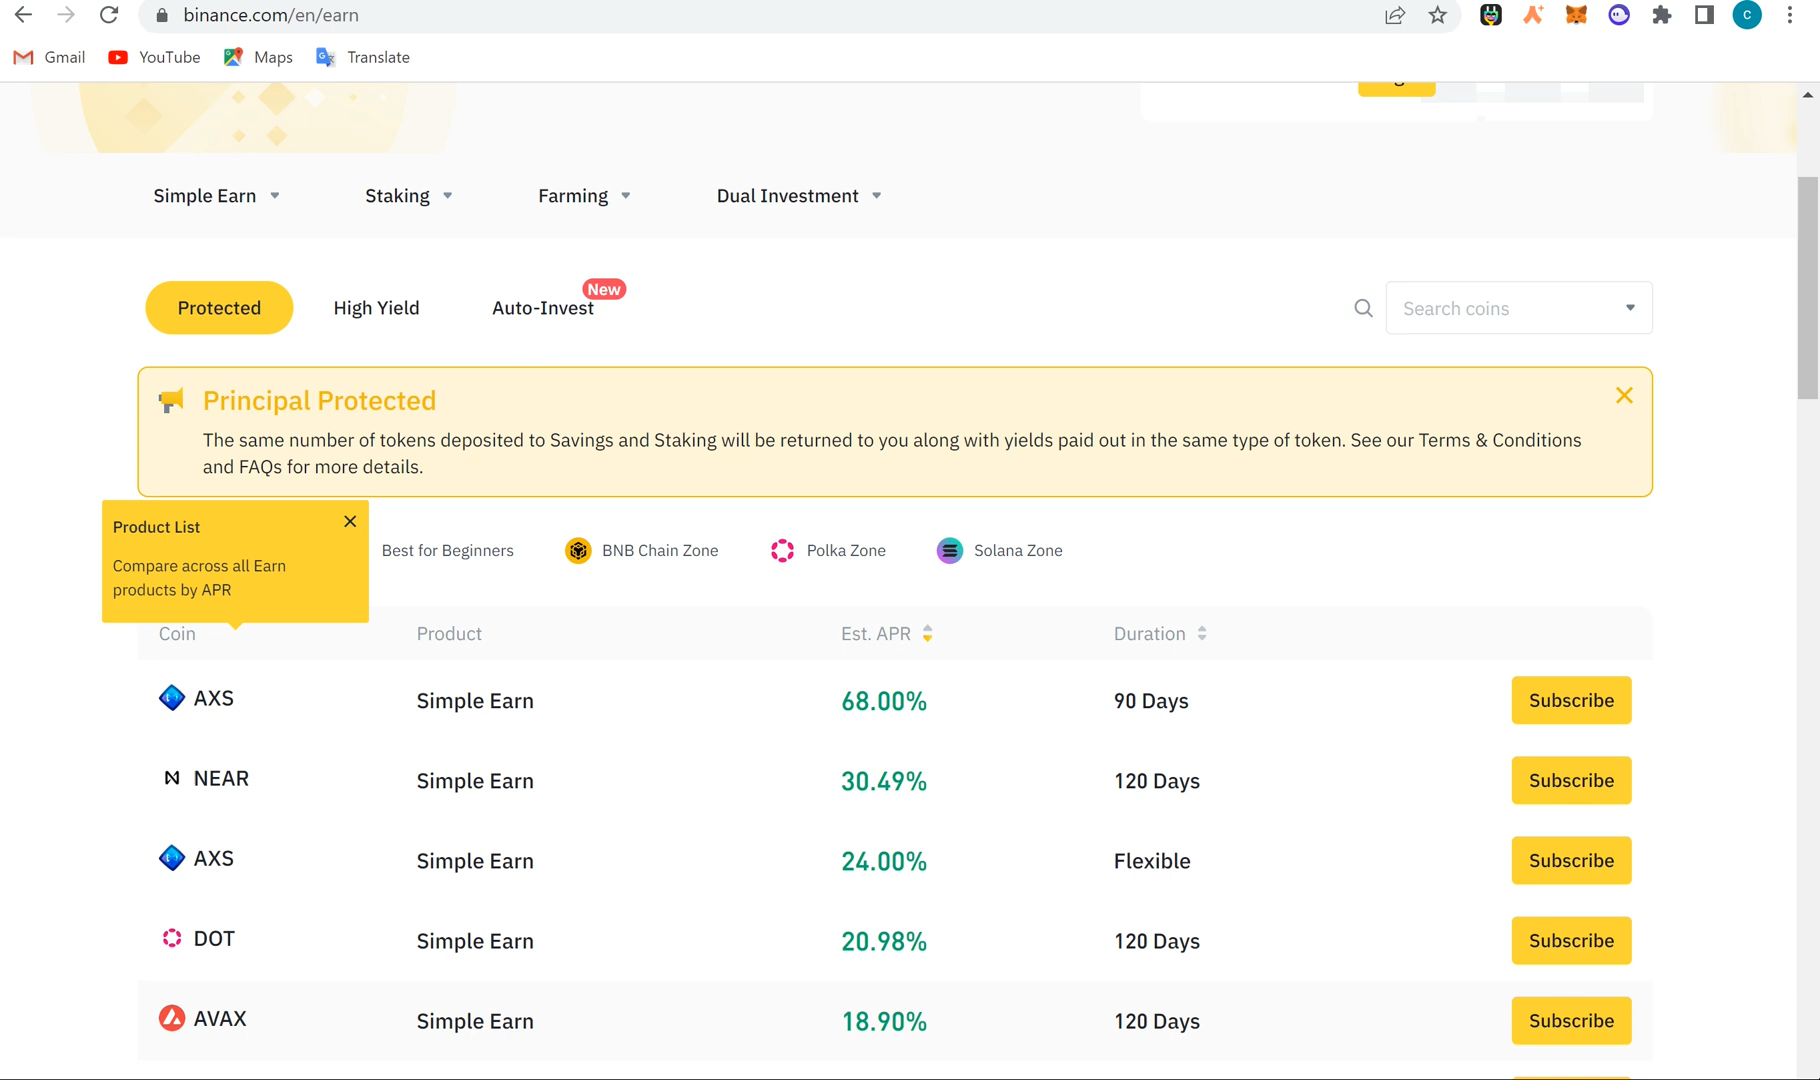 binance.com/en/earn
Gmail
YouTube
Maps
Translate
C
Simple Earn
Staking
Farming
Dual Investment
Protected
High Yield
Auto-Invest
New
Search coins
Principal Protected
The same number of tokens deposited to Savings and Staking will be returned to you along with yields paid out in the same type of token. See our Terms & Conditions
and FAQs for more details.
Product List
Compare across all Earn
products by APR
Best for Beginners
BNB Chain Zone
Polka Zone
Solana Zone
Coin Product Est. APR Duration
AXS Simple Earn 68.00% 90 Days Subscribe
NEAR Simple Earn 30.49% 120 Days Subscribe
AXS Simple Earn 24.00% Flexible Subscribe
DOT Simple Earn 20.98% 120 Days Subscribe
AVAX Simple Earn 18.90% 120 Days Subscribe